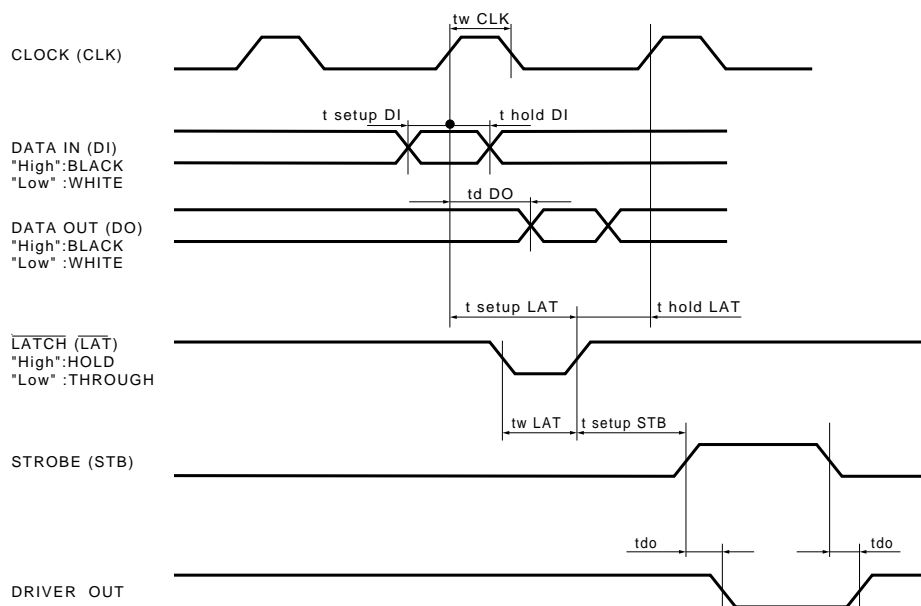 tw CLK
CLOCK (CLK)
t setup DI
t hold DI
DATA IN (DI)
"High":BLACK
"Low" :WHITE
td DO
DATA OUT (DO)
"High":BLACK
"Low" :WHITE
t setup LAT
t hold LAT
LATCH (LAT)
"High":HOLD
"Low" :THROUGH
tw LAT
t setup STB
STROBE (STB)
tdo
tdo
DRIVER OUT